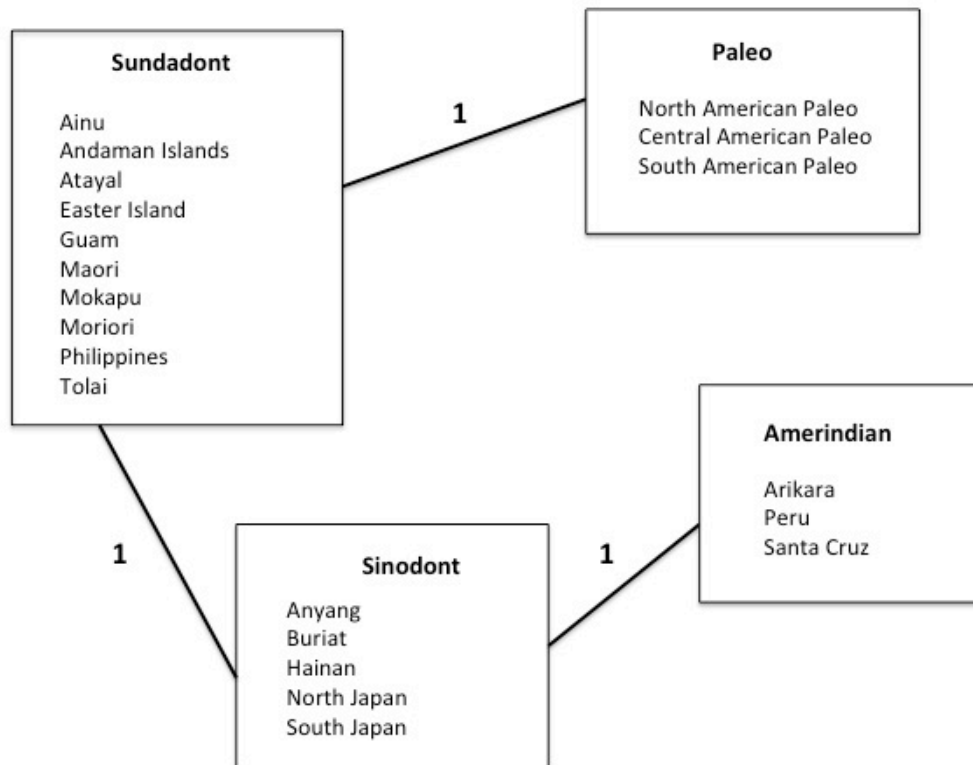 Sundadont
Ainu
Andaman Islands
Atayal
Easter Island
Guam
Maori
Mokapu
Moriori
Philippines
Tolai
1
Paleo
North American Paleo
Central American Paleo
South American Paleo
1
Sinodont
Anyang
Buriat
Hainan
North Japan
South Japan
1
Amerindian
Arikara
Peru
Santa Cruz